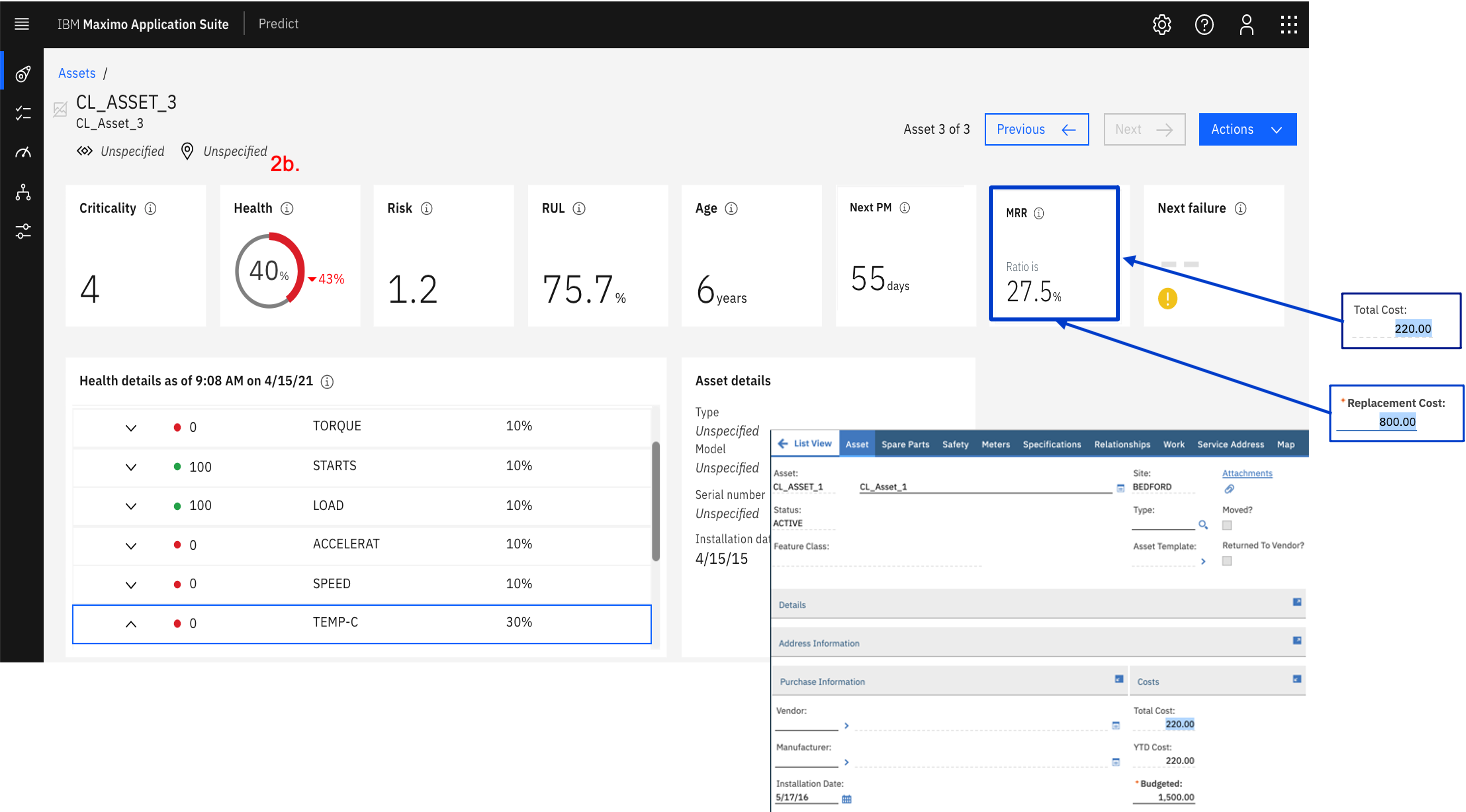 IBM Maximo Application Suite Predict
Assets /
CL_ASSET_3
CL_Asset_3
Unspecified Unspecified
2b.
Asset 3 of 3 Previous Next Actions
Criticality
4
Health
40%
43%
Risk
1.2
RUL
75.7%
Age
6 years
Next PM
55 days
MRR
Ratio is
27.5%
Next failure
Total Cost:
220.00
* Replacement Cost:
800.00
Health details as of 9:08 AM on 4/15/21
0 TORQUE 10%
100 STARTS 10%
100 LOAD 10%
0 ACCELERAT 10%
0 SPEED 10%
0 TEMP-C 30%
Asset details
Type
Unspecified
Model
Unspecified
Serial number
Unspecified
Installation dat
4/15/15
List View Asset Spare Parts Safety Meters Specifications Relationships Work Service Address Map
Asset: Site: Attachments
CL_ASSET_1 CL_Asset_1 BEDFORD
Status: Type: Moved?
ACTIVE
Feature Class: Asset Template: Returned To Vendor?
Details
Address Information
Purchase Information Costs
Vendor: Total Cost:
220.00
Manufacturer: YTD Cost:
220.00
Installation Date: * Budgeted:
5/17/16 1,500.00